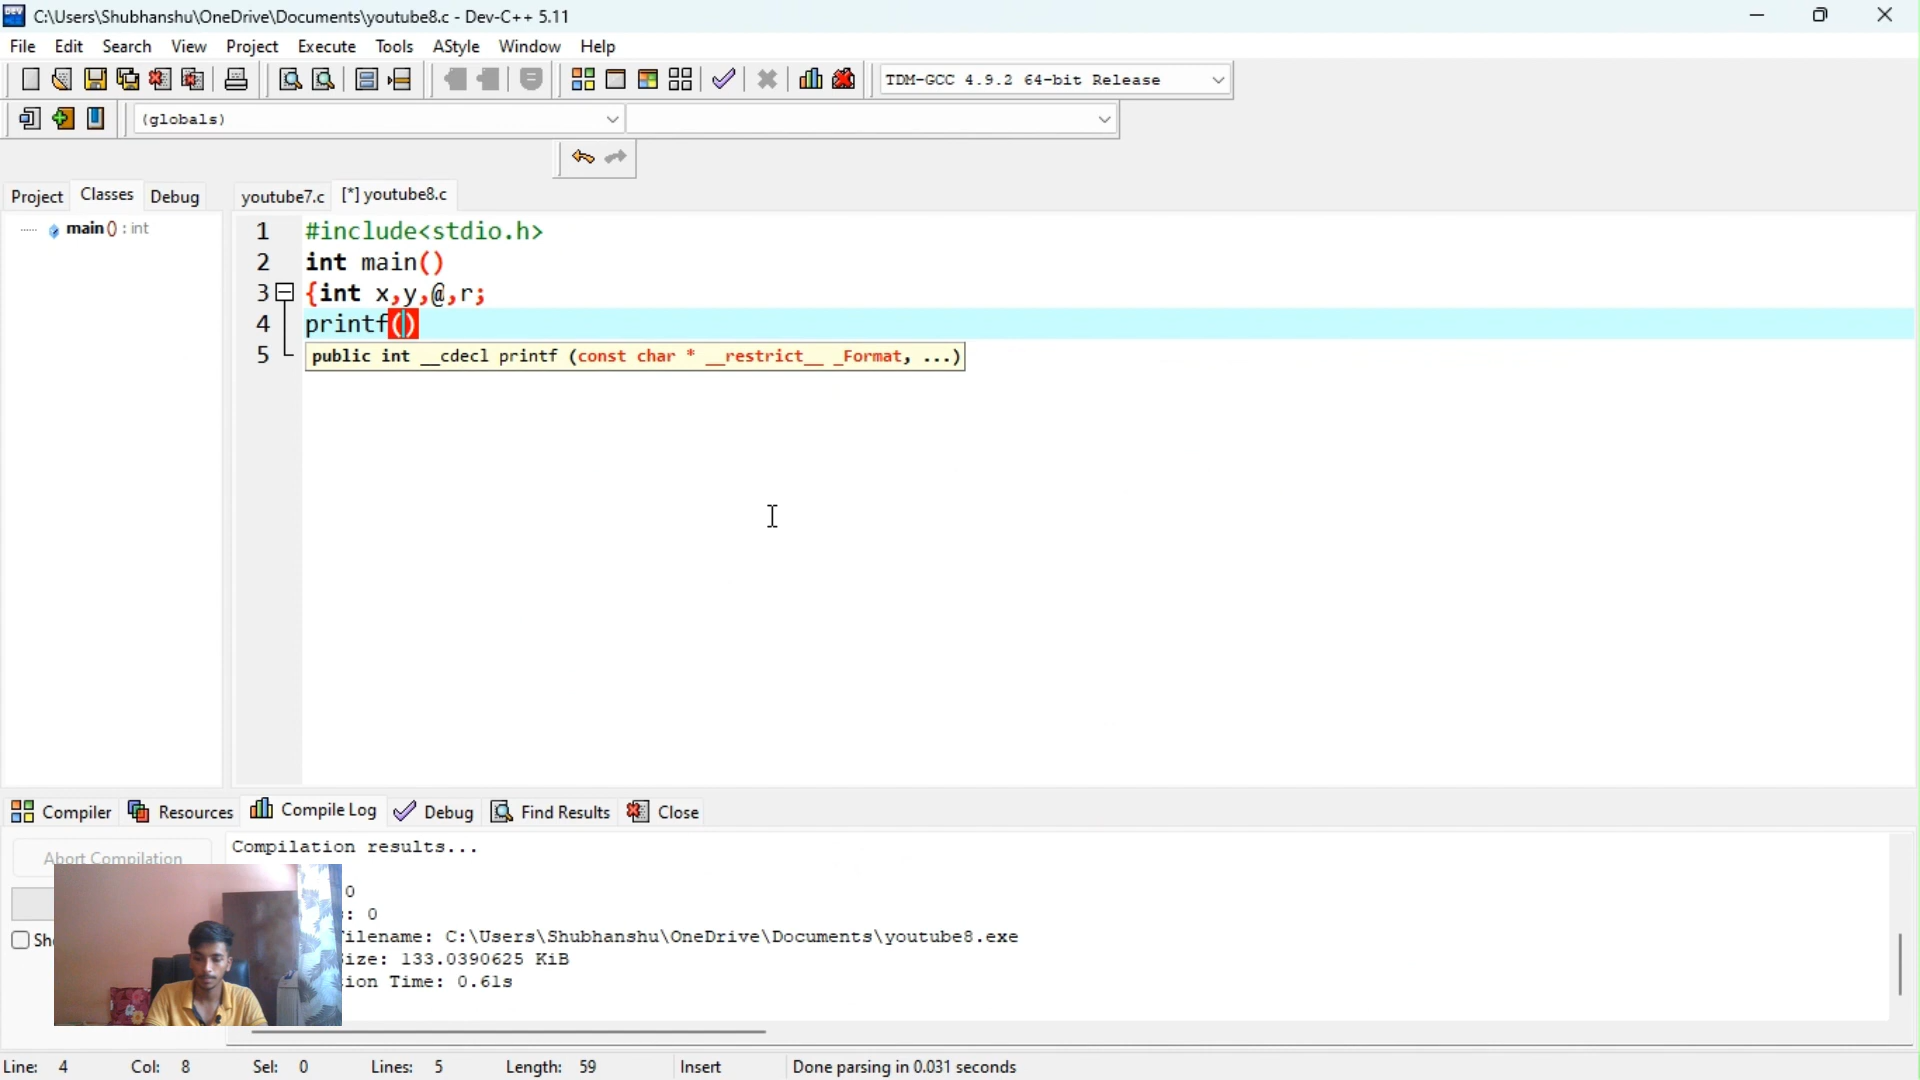 C:\Users\Shubhanshu\OneDrive\Documents\youtube8.c - Dev-C++ 5.11
File Edit Search View Project Execute Tools AStyle Window Help
TDM-GCC 4.9.2 64-bit Release
(globals)
Project Classes Debug youtube7.c [*] youtube8.c
main () : int
1 #include<stdio.h>
2 int main()
3 {int x,y,@,r;
4 printf()
5 public int __cdecl printf (const char * __restrict__ _Format, ...)
Compiler Resources Compile Log Debug Find Results Close
Abort Compilation
Compilation results...
0
: 0
Filename: C:\Users\Shubhanshu\OneDrive\Documents\youtube8.exe
Size: 133.0390625 KiB
ion Time: 0.61s
Line: 4 Col: 8 Sel: 0 Lines: 5 Length: 59 Insert Done parsing in 0.031 seconds